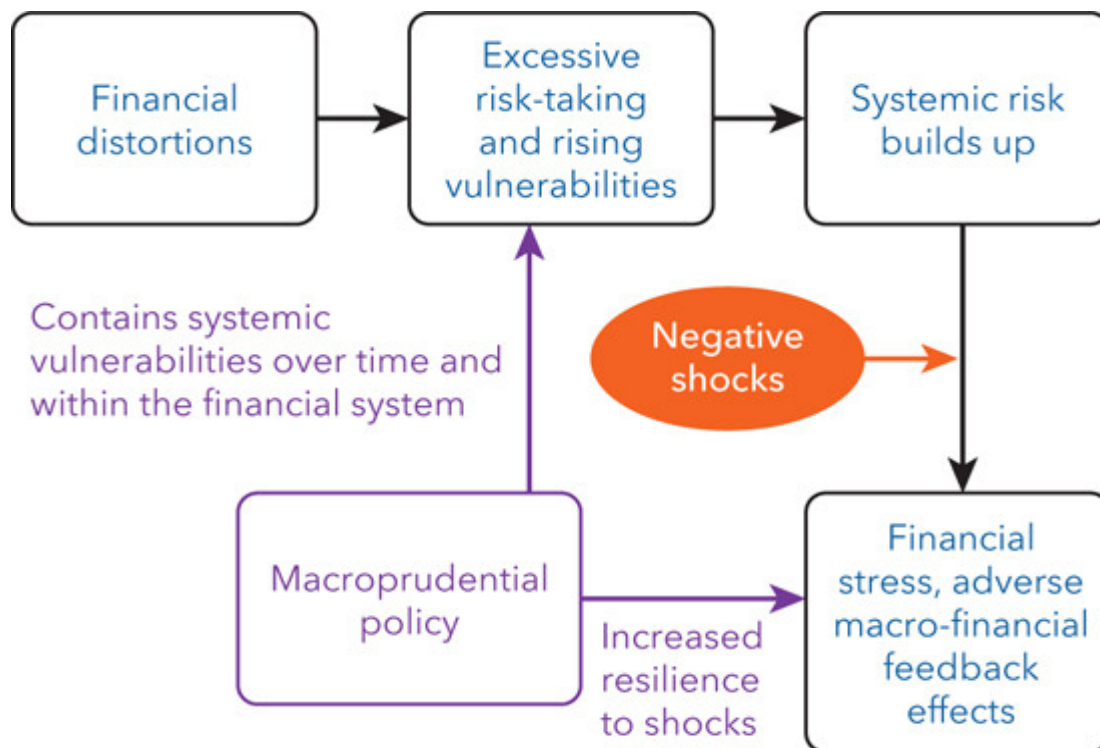 Financial
distortions
Excessive
risk-taking
and rising
vulnerabilities
Systemic risk
builds up
Contains systemic
vulnerabilities over time and
within the financial system
Negative
shocks
Macroprudential
policy
Increased
resilience
to shocks
Financial
stress, adverse
macro-financial
feedback
effects